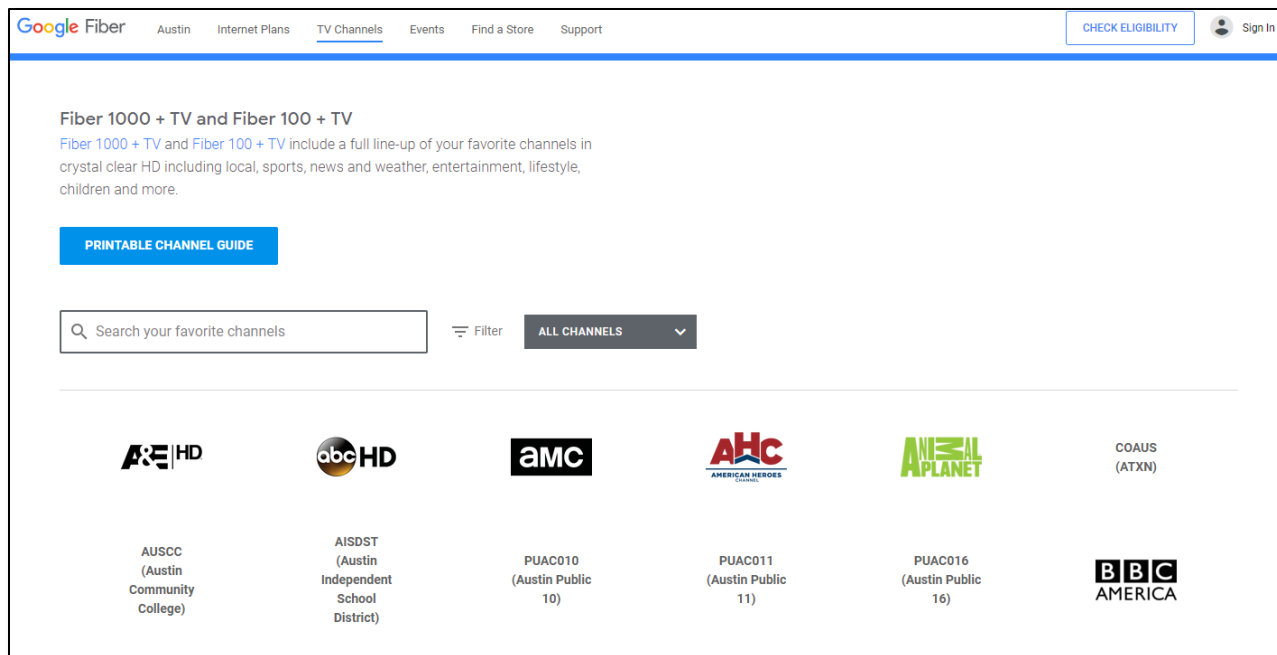 Google Fiber Austin Internet Plans TV Channels Events Find a Store Support CHECK ELIGIBILITY Sign In
Fiber 1000 + TV and Fiber 100 + TV
Fiber 1000 + TV and Fiber 100 + TV include a full line-up of your favorite channels in
crystal clear HD including local, sports, news and weather, entertainment, lifestyle,
children and more.
PRINTABLE CHANNEL GUIDE
Search your favorite channels Filter ALL CHANNELS
A&E HD
abc HD
aMC
AHC
AMERICAN HEROES
CHANNEL
ANIMAL
PLANET
COAUS
(ATXN)
AUSCC
(Austin
Community
College)
AISDST
(Austin
Independent
School
District)
PUAC010
(Austin Public
10)
PUAC011
(Austin Public
11)
PUAC016
(Austin Public
16)
BBC
AMERICA